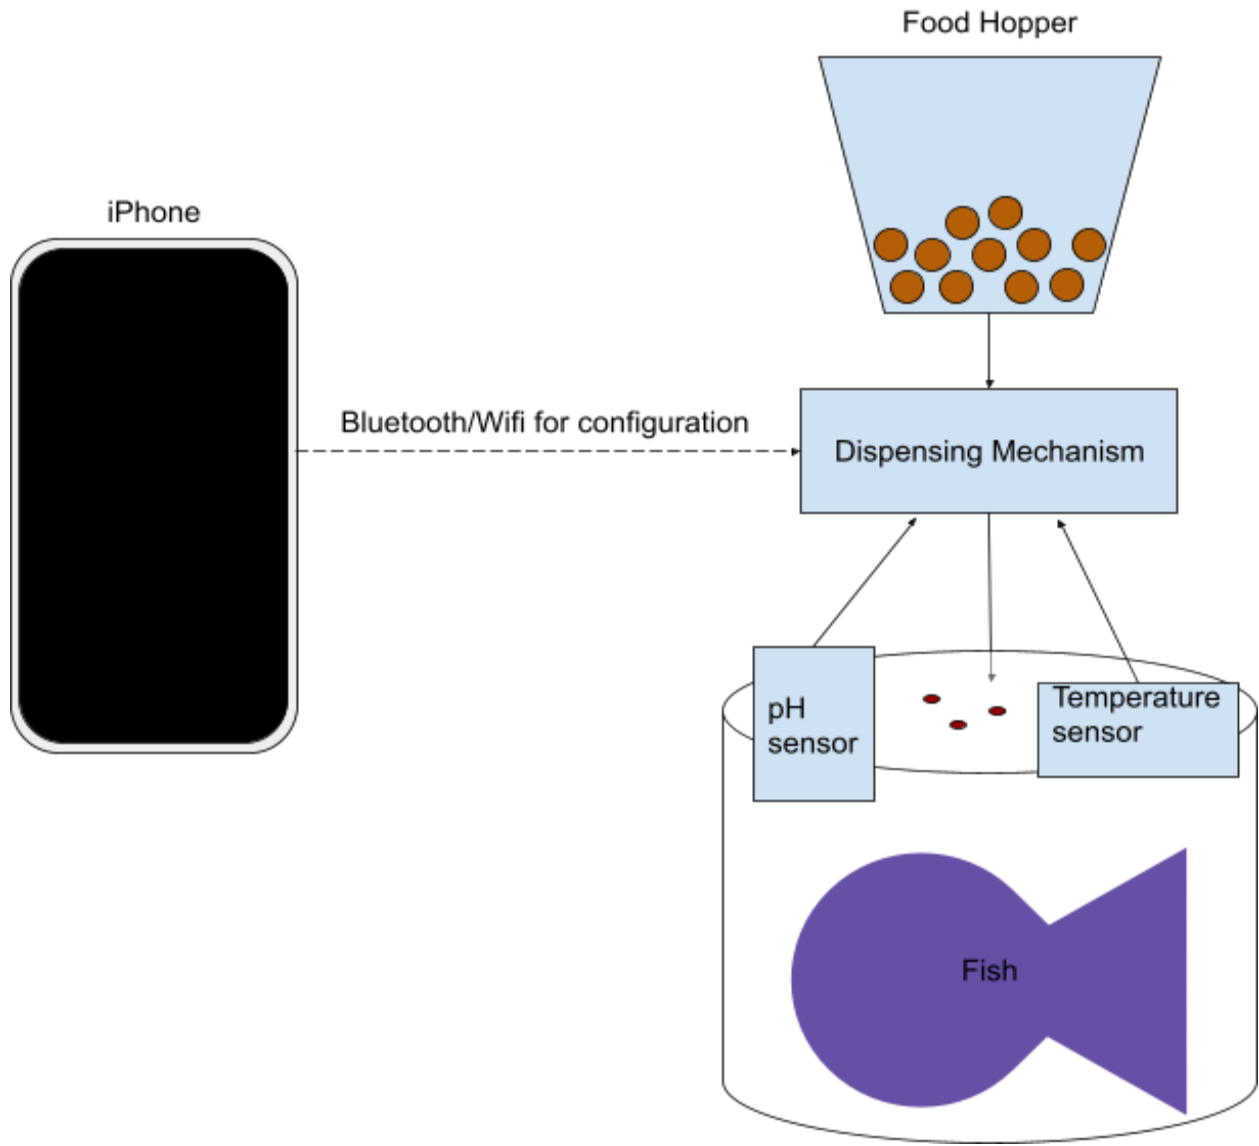 Food Hopper
iPhone
Bluetooth/Wifi for configuration
Dispensing Mechanism
pH
sensor
Temperature
sensor
Fish